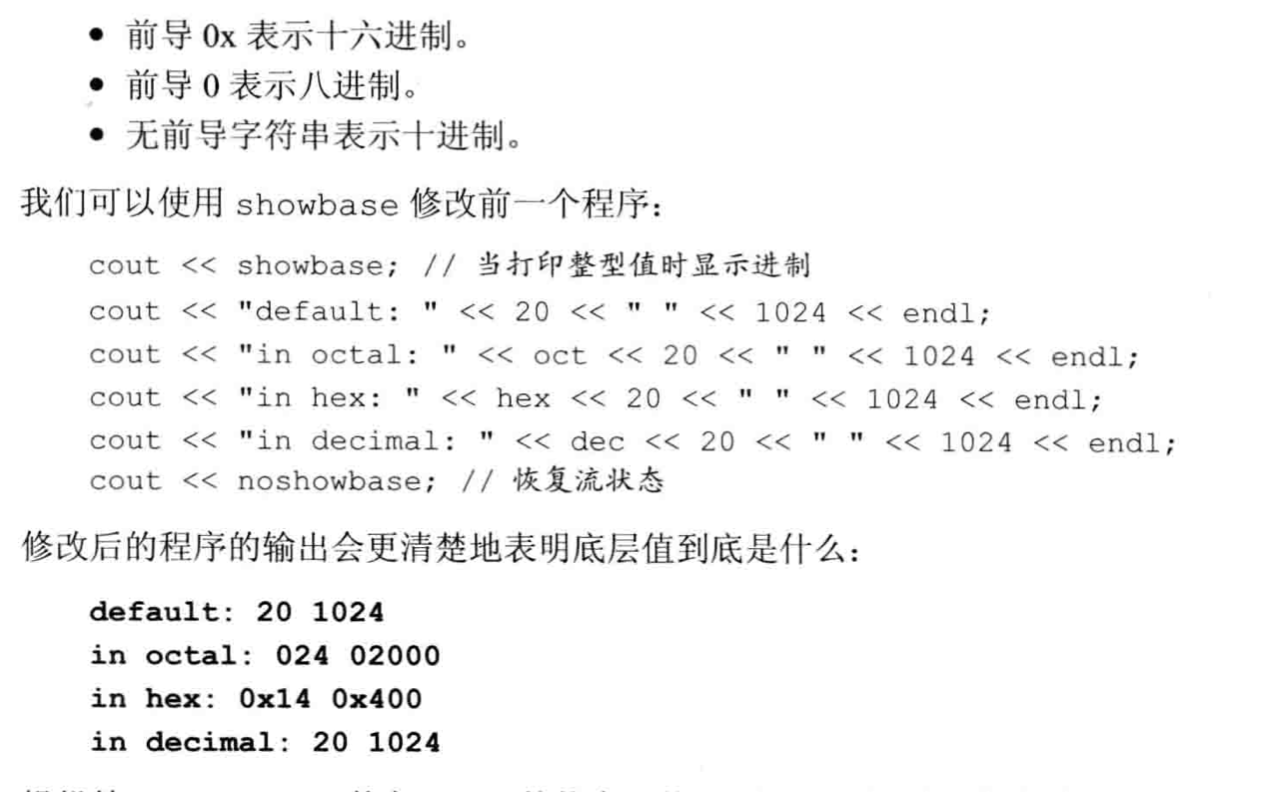 • 前导 0x 表示十六进制。
• 前导 0 表示八进制。
• 无前导字符串表示十进制。
我们可以使用 showbase 修改前一个程序：
cout << showbase; // 当打印整型值时显示进制
cout << "default: " << 20 << " " << 1024 << endl;
cout << "in octal: " << oct << 20 << " " << 1024 << endl;
cout << "in hex: " << hex << 20 << " " << 1024 << endl;
cout << "in decimal: " << dec << 20 << " " << 1024 << endl;
cout << noshowbase; // 恢复流状态
修改后的程序的输出会更清楚地表明底层值到底是什么：
default: 20 1024
in octal: 024 02000
in hex: 0x14 0x400
in decimal: 20 1024